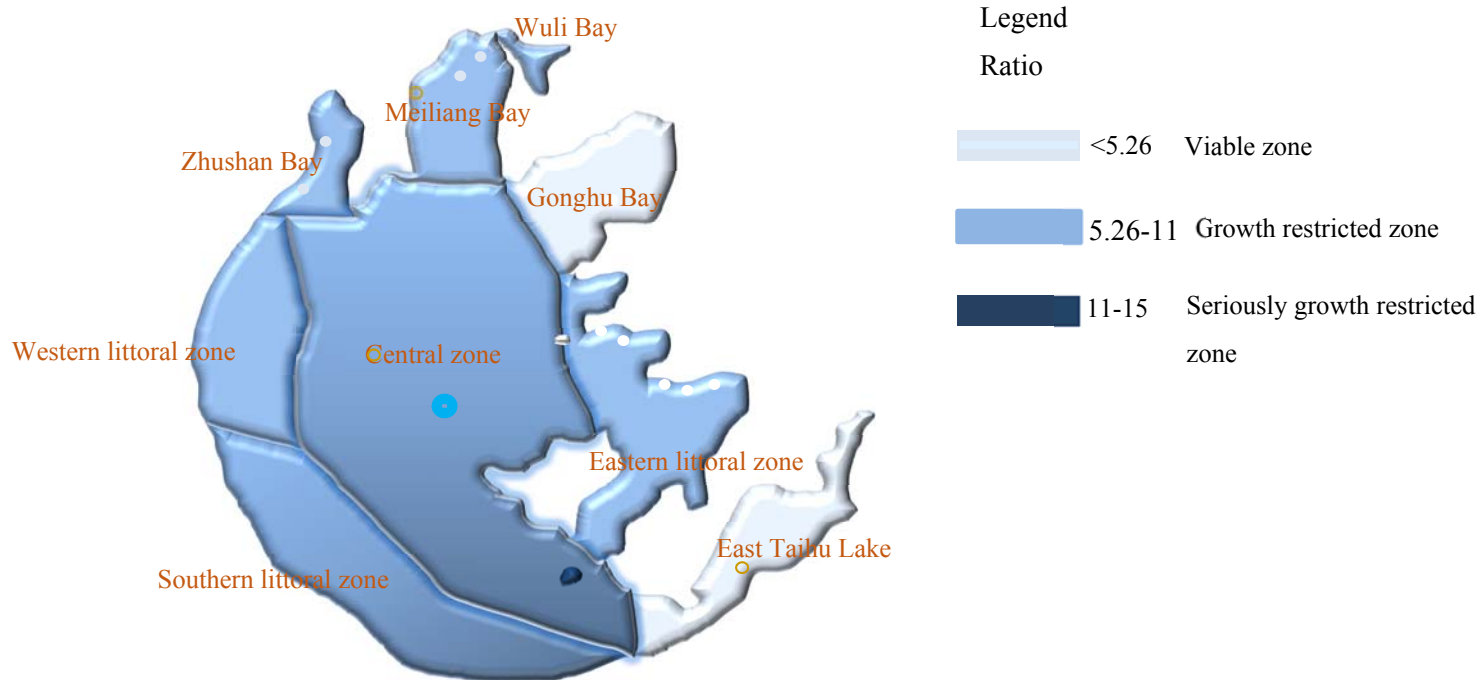 Wuli Bay
Meiliang Bay
Zhushan Bay
Gonghu Bay
Western littoral zone
Central zone
Eastern littoral zone
East Taihu Lake
Southern littoral zone
Legend
Ratio
<5.26 Viable zone
5.26-11 Growth restricted zone
11-15 Seriously growth restricted
zone